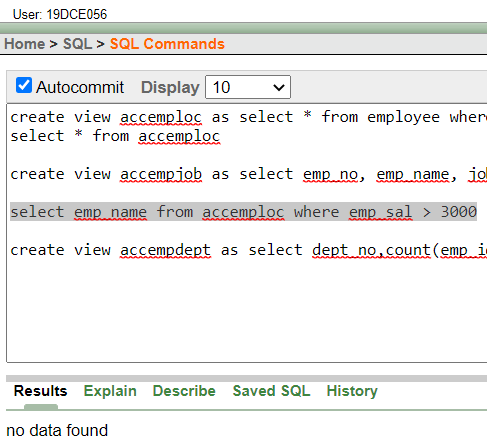 User: 19DCE056
Home > SQL > SQL Commands
Autocommit Display 10
create view accemploc as select * from employee wher
select * from accemploc
create view accempjob as select emp_no, emp_name, jo
select emp_name from accemploc where emp_sal > 3000
create view accempdept as select dept_no,count(emp_i
Results Explain Describe Saved SQL History
no data found